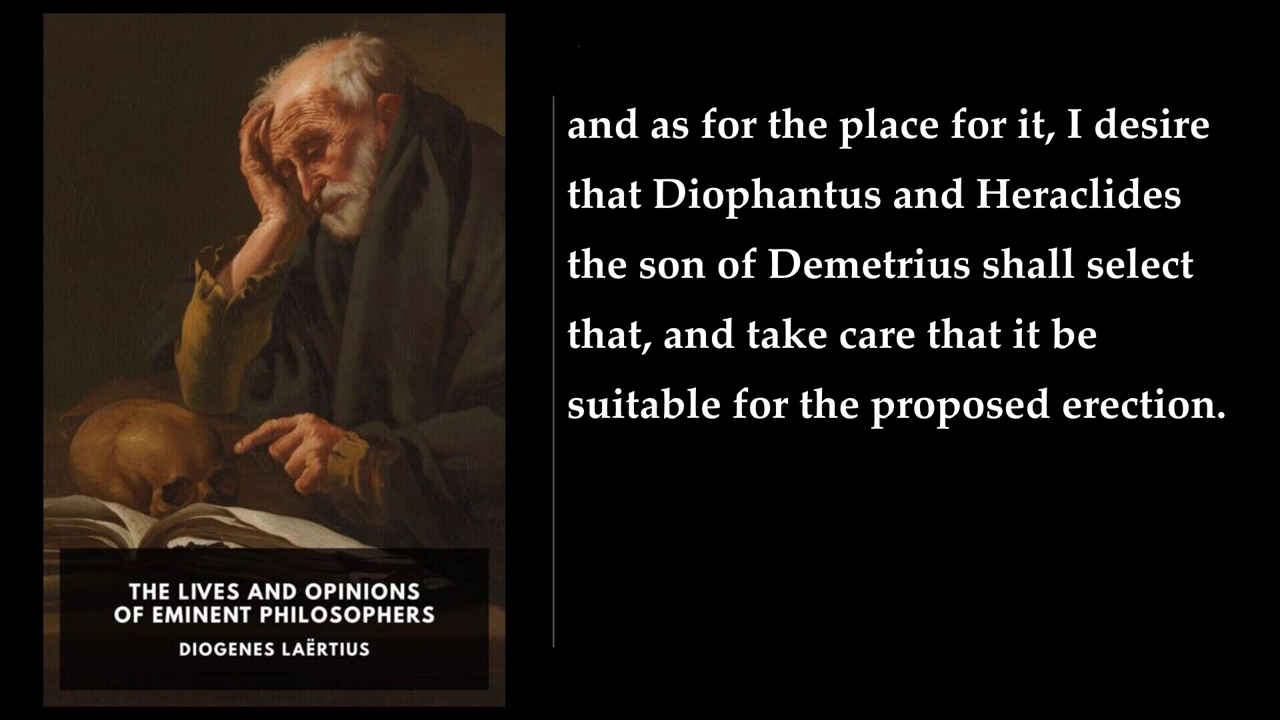 and as for the place for it, I desire
that Diophantus and Heraclides
the son of Demetrius shall select
that, and take care that it be
suitable for the proposed erection.
THE LIVES AND OPINIONS
OF EMINENT PHILOSOPHERS
DIOGENES LAËRTIUS